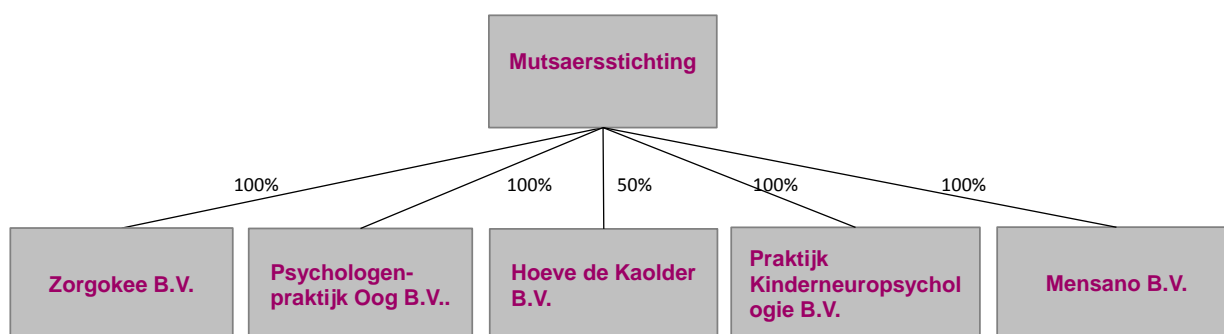 Mutsaersstichting
100%
100%
50%
100%
100%
Zorgokee B.V.
Psychologen-
praktijk Oog B.V..
Hoeve de Kaolder
B.V.
Praktijk
Kinderneuropsychol
ogie B.V.
Mensano B.V.